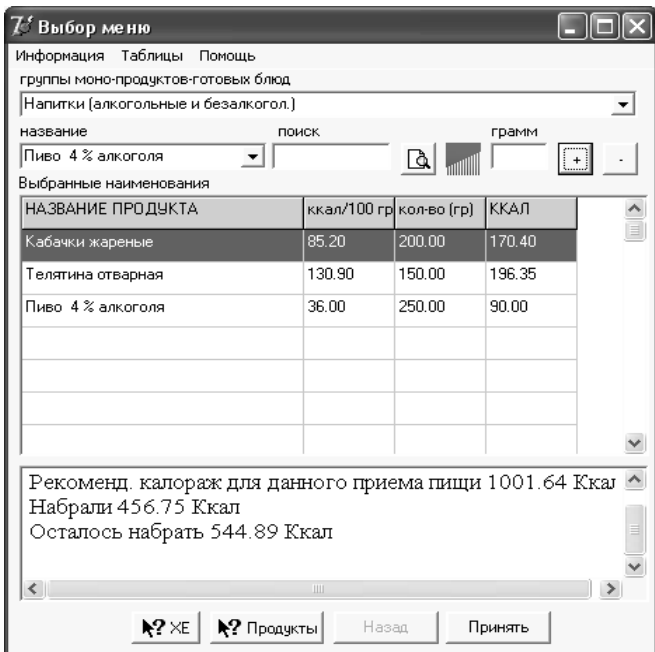 Выбор меню
Информация Таблицы Помощь
группы моно-продуктов-готовых блюд
Напитки (алкогольные и безалкогол.)
название поиск грамм
Пиво 4 % алкоголя + -
Выбранные наименования
НАЗВАНИЕ ПРОДУКТА ккал/100 гр кол-во (гр) ККАЛ
Кабачки жареные 85.20 200.00 170.40
Телятина отварная 130.90 150.00 196.35
Пиво 4 % алкоголя 36.00 250.00 90.00
Рекоменд. калораж для данного приема пищи 1001.64 Ккал
Набрали 456.75 Ккал
Осталось набрать 544.89 Ккал
? ХЕ ? Продукты Назад Принять